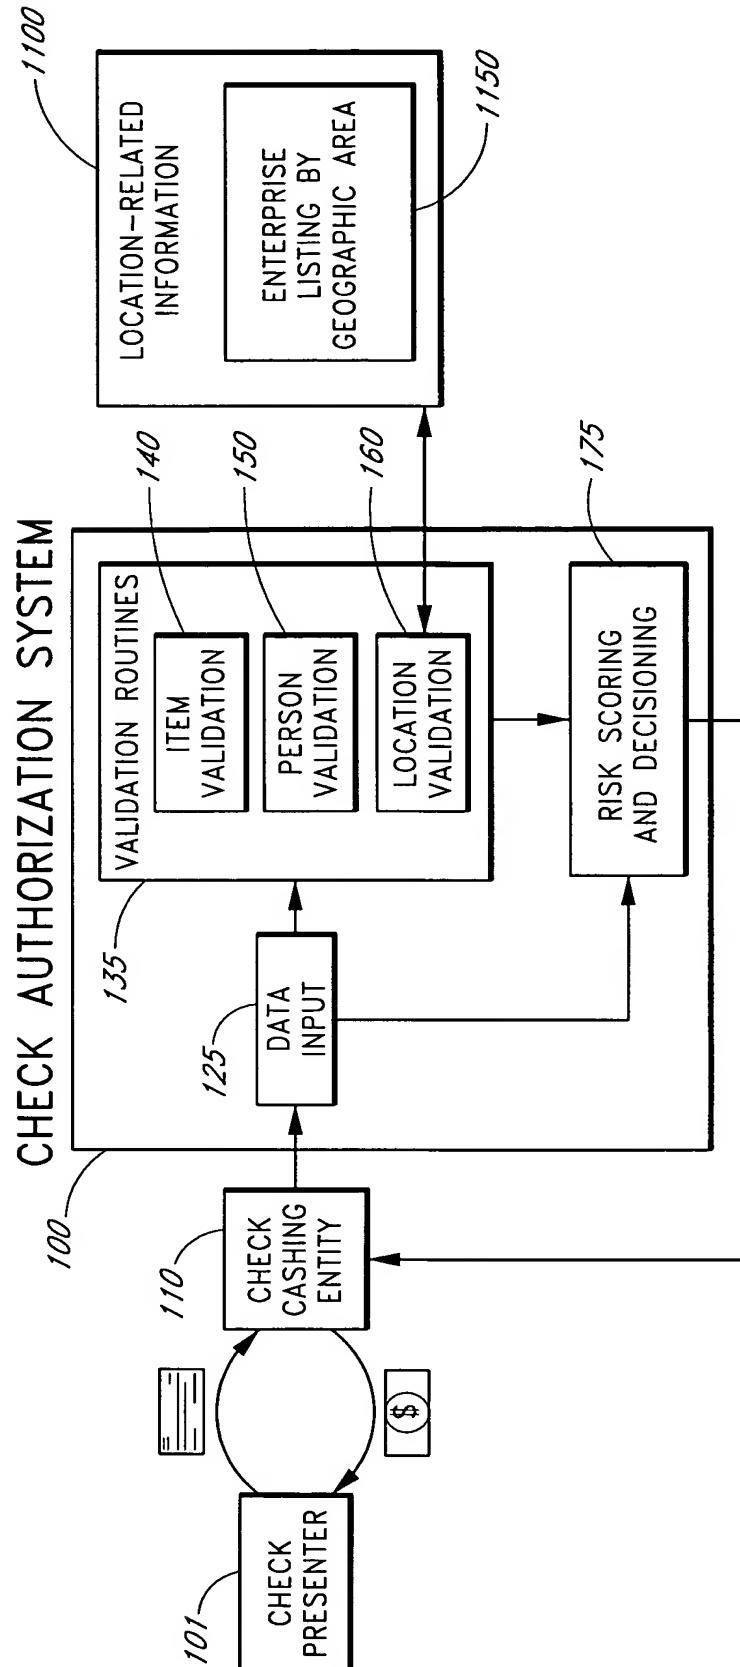 CHECK AUTHORIZATION SYSTEM
101
CHECK
PRESENTER
$
110
CHECK
CASHING
ENTITY
100
125
DATA
INPUT
135
VALIDATION ROUTINES
140
ITEM
VALIDATION
150
PERSON
VALIDATION
160
LOCATION
VALIDATION
175
RISK SCORING
AND DECISIONING
1100
LOCATION-RELATED
INFORMATION
ENTERPRISE
LISTING BY
GEOGRAPHIC AREA
1150